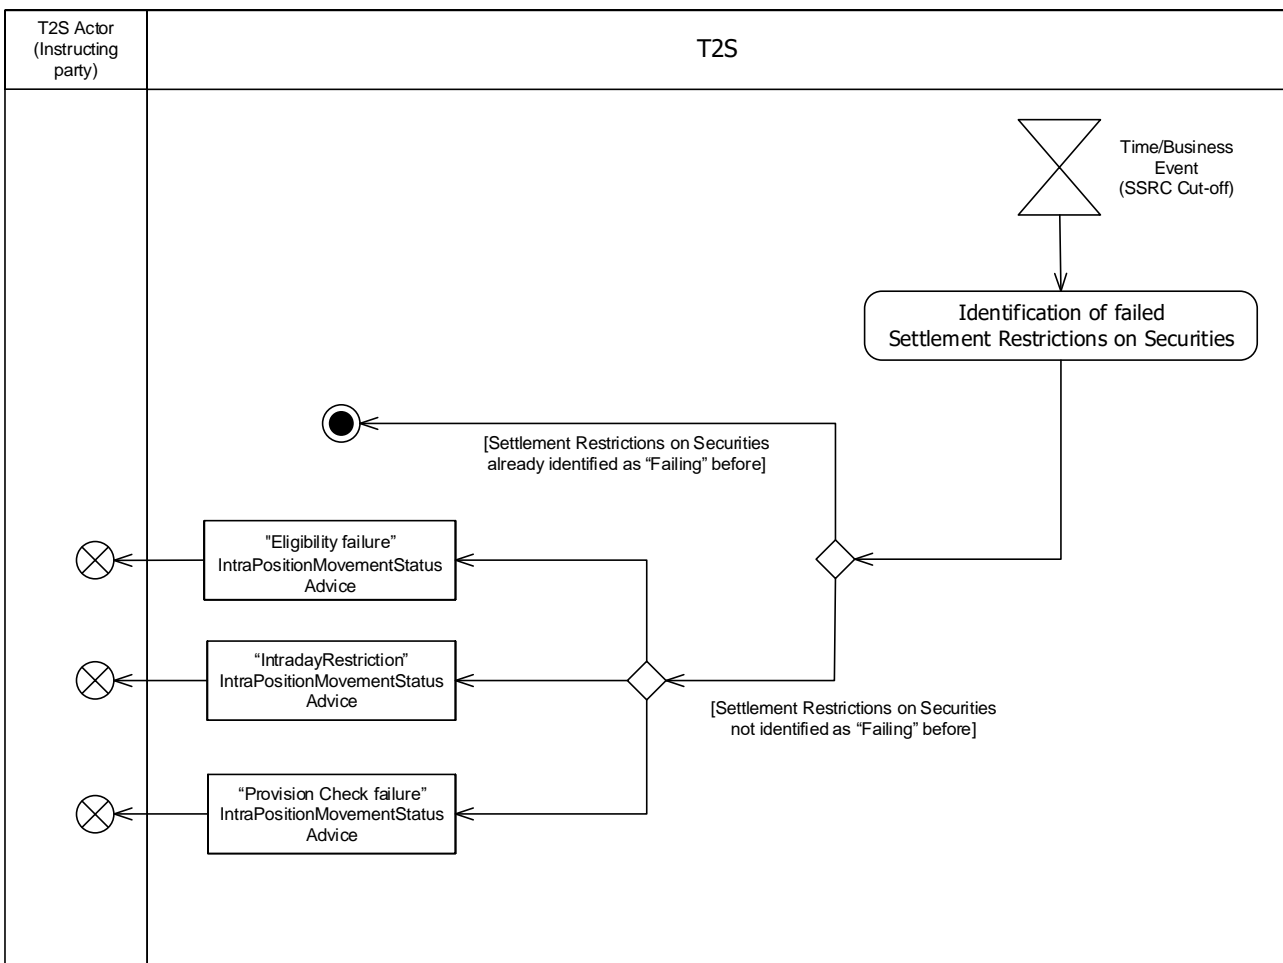 T2S Actor
(Instructing
party)
T2S
Time/Business
Event
(SSRC Cut-off)
Identification of failed
Settlement Restrictions on Securities
[Settlement Restrictions on Securities
already identified as “Failing” before]
"Eligibility failure”
IntraPositionMovementStatus
Advice
“IntradayRestriction”
IntraPositionMovementStatus
Advice
[Settlement Restrictions on Securities
not identified as “Failing” before]
“Provision Check failure”
IntraPositionMovementStatus
Advice